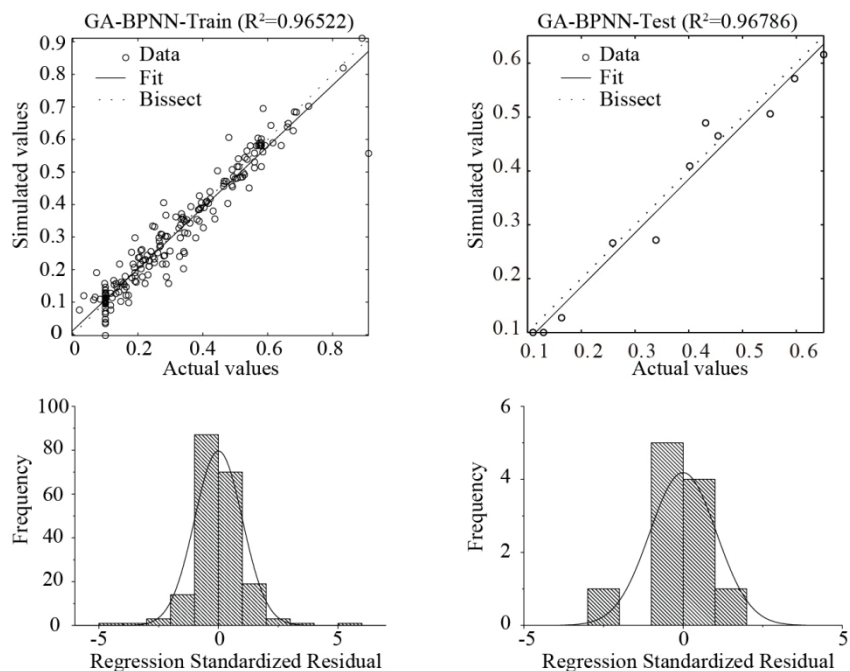 GA-BPNN-Train (R²=0.96522)
0.9
0.8
0.7
0.6
0.5
0.4
0.3
0.2
0.1
0
Data
Fit
Bissect
Simulated values
0.0
0.2
0.4
0.6
0.8
Actual values
GA-BPNN-Test (R²=0.96786)
0.6
0.5
0.4
0.3
0.2
0.1
Data
Fit
Bissect
Simulated values
0.1
0.2
0.3
0.4
0.5
0.6
Actual values
100
80
60
40
20
0
Frequency
-5
0
5
Regression Standardized Residual
6
4
2
0
Frequency
-5
0
5
Regression Standardized Residual